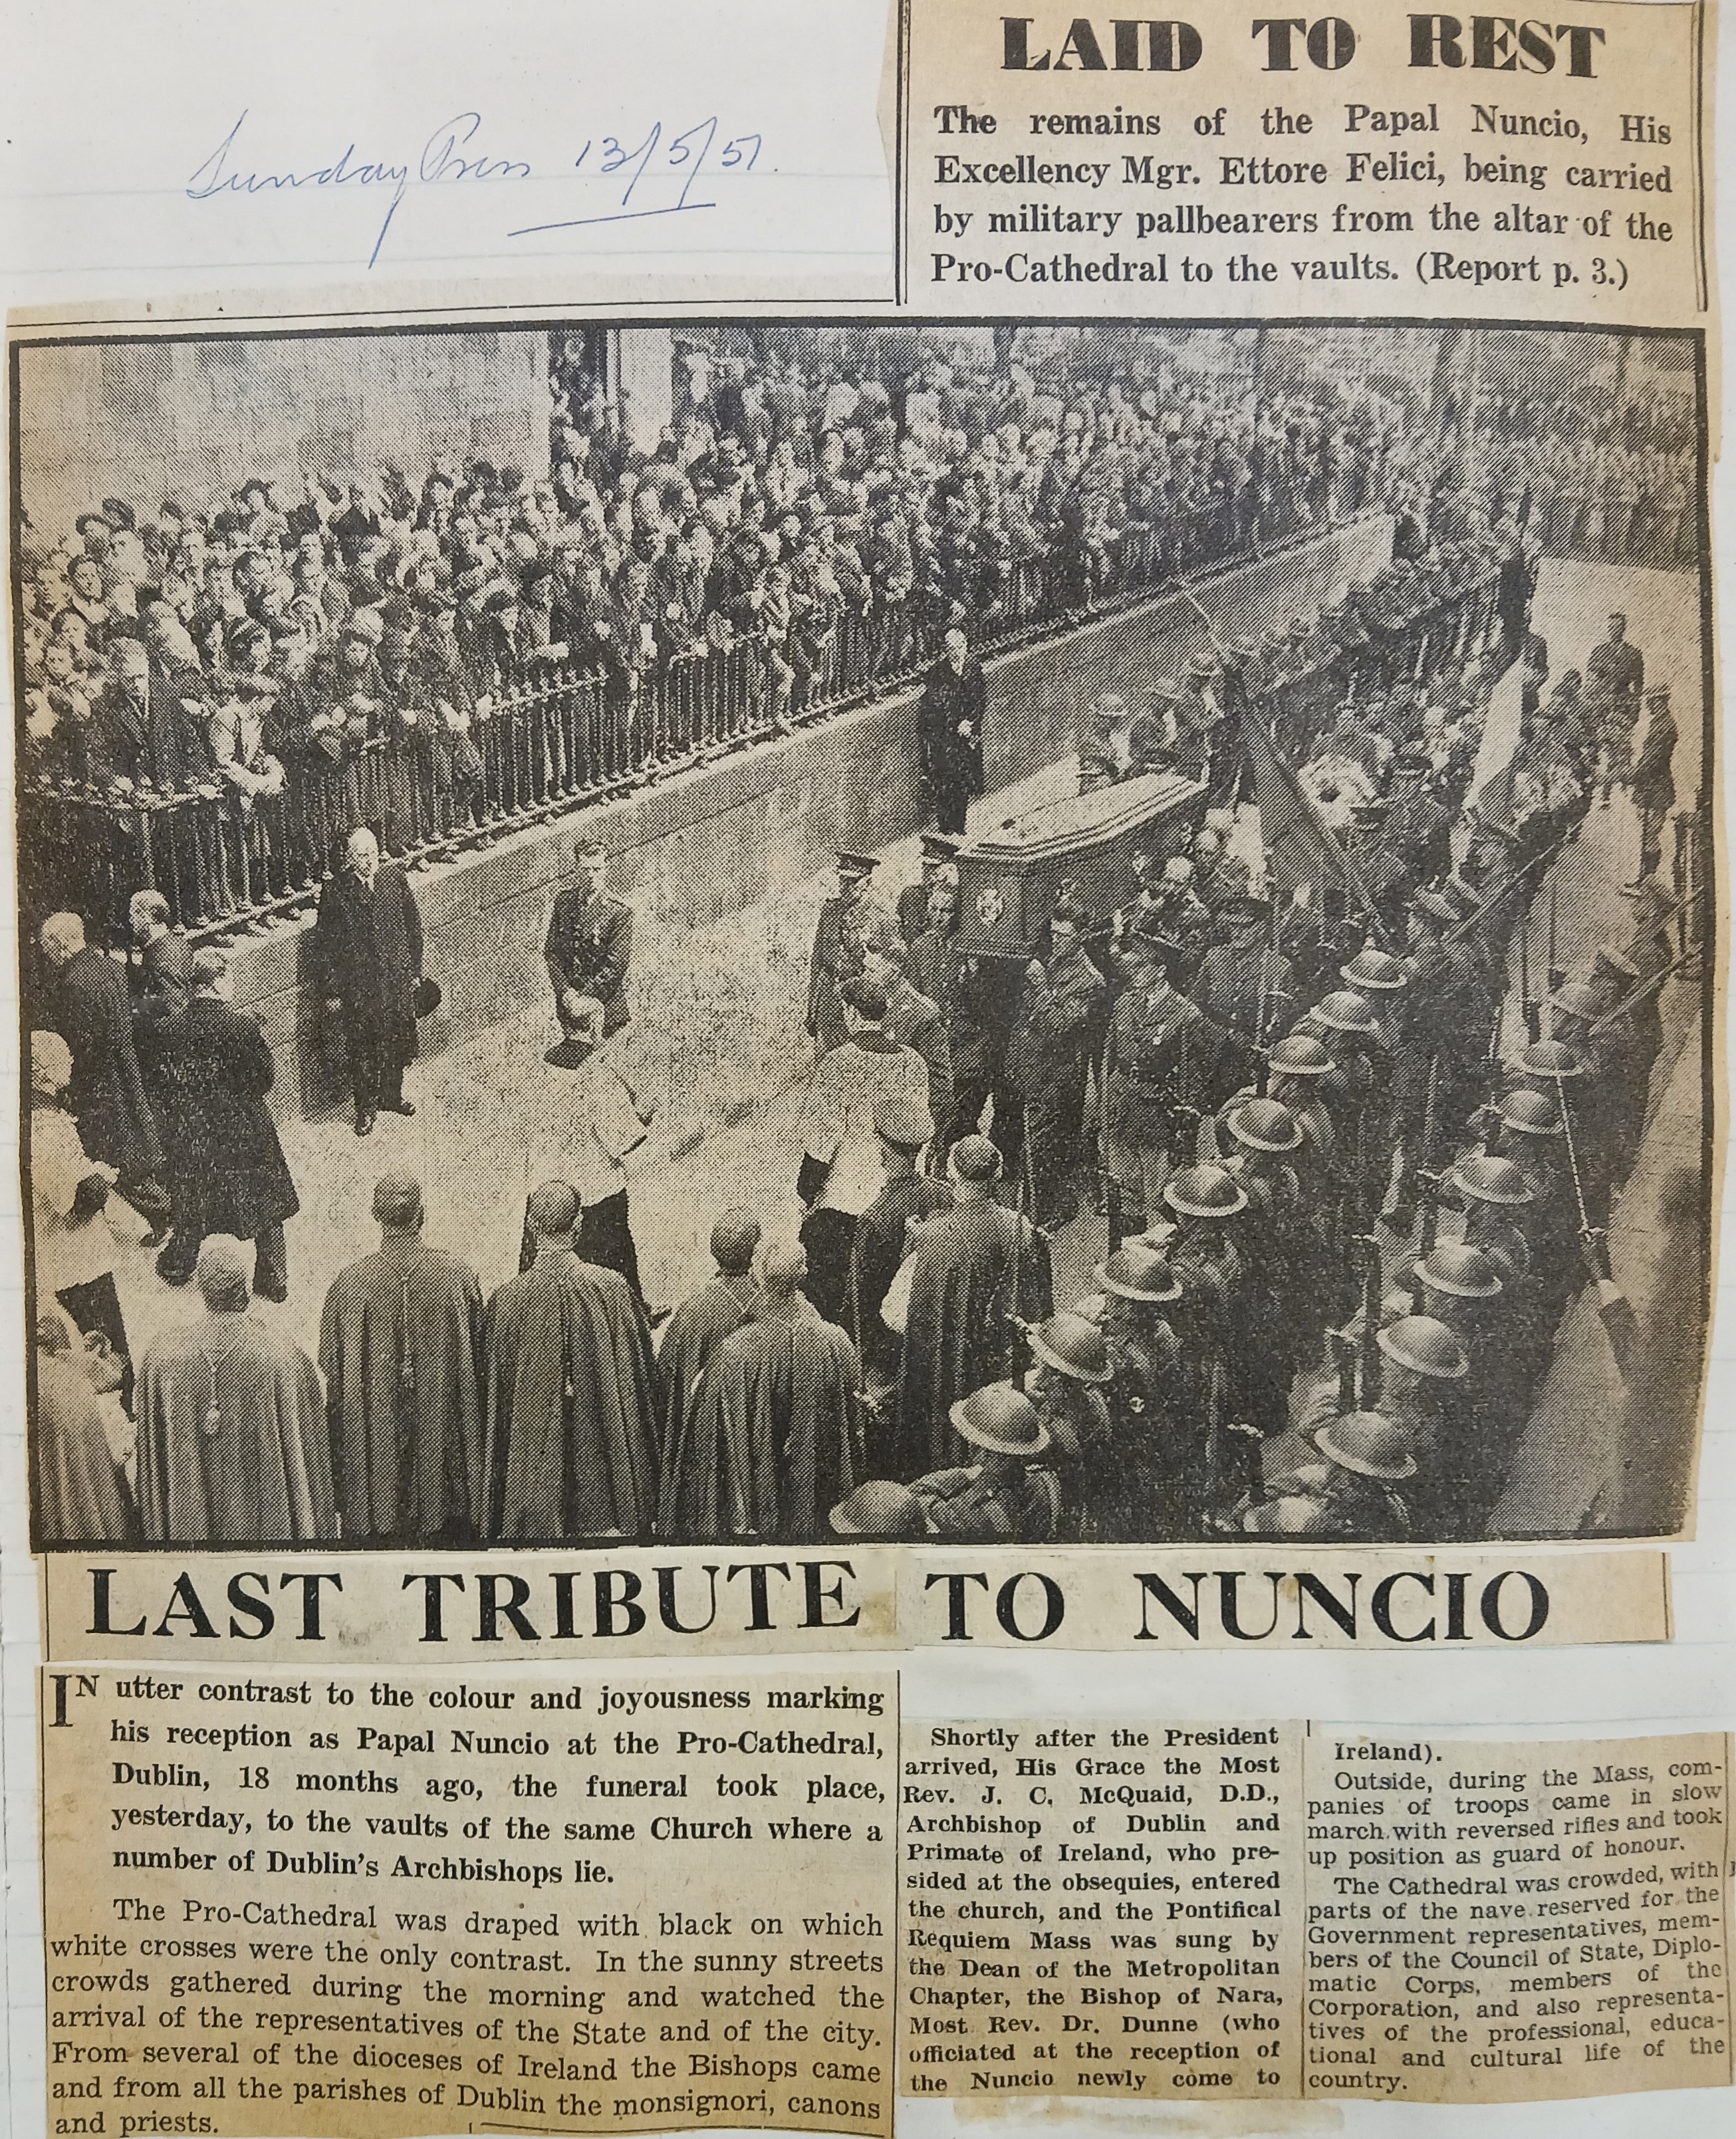 Sunday Press 13/5/51.
LAID TO REST
The remains of the Papal Nuncio, His
Excellency Mgr. Ettore Felici, being carried
by military pallbearers from the altar of the
Pro-Cathedral to the vaults. (Report p. 3.)
LAST TRIBUTE TO NUNCIO
IN utter contrast to the colour and joyousness marking
his reception as Papal Nuncio at the Pro-Cathedral,
Dublin, 18 months ago, the funeral took place,
yesterday, to the vaults of the same Church where a
number of Dublin's Archbishops lie.
The Pro-Cathedral was draped with black on which
white crosses were the only contrast. In the sunny streets
crowds gathered during the morning and watched the
arrival of the representatives of the State and of the city.
From several of the dioceses of Ireland the Bishops came
and from all the parishes of Dublin the monsignori, canons
and priests.
Shortly after the President
arrived, His Grace the Most
Rev. J. C. McQuaid, D.D.,
Archbishop of Dublin and
Primate of Ireland, who pre-
sided at the obsequies, entered
the church, and the Pontifical
Requiem Mass was sung by
the Dean of the Metropolitan
Chapter, the Bishop of Nara,
Most Rev. Dr. Dunne (who
officiated at the reception of
the Nuncio newly come to
Ireland).
Outside, during the Mass, com-
panies of troops came in slow
march with reversed rifles and took
up position as guard of honour.
The Cathedral was crowded, with
parts of the nave reserved for the
Government representatives, mem-
bers of the Council of State, Diplo-
matic Corps, members of the
Corporation, and also representa-
tives of the professional, educa-
tional and cultural life of the
country.